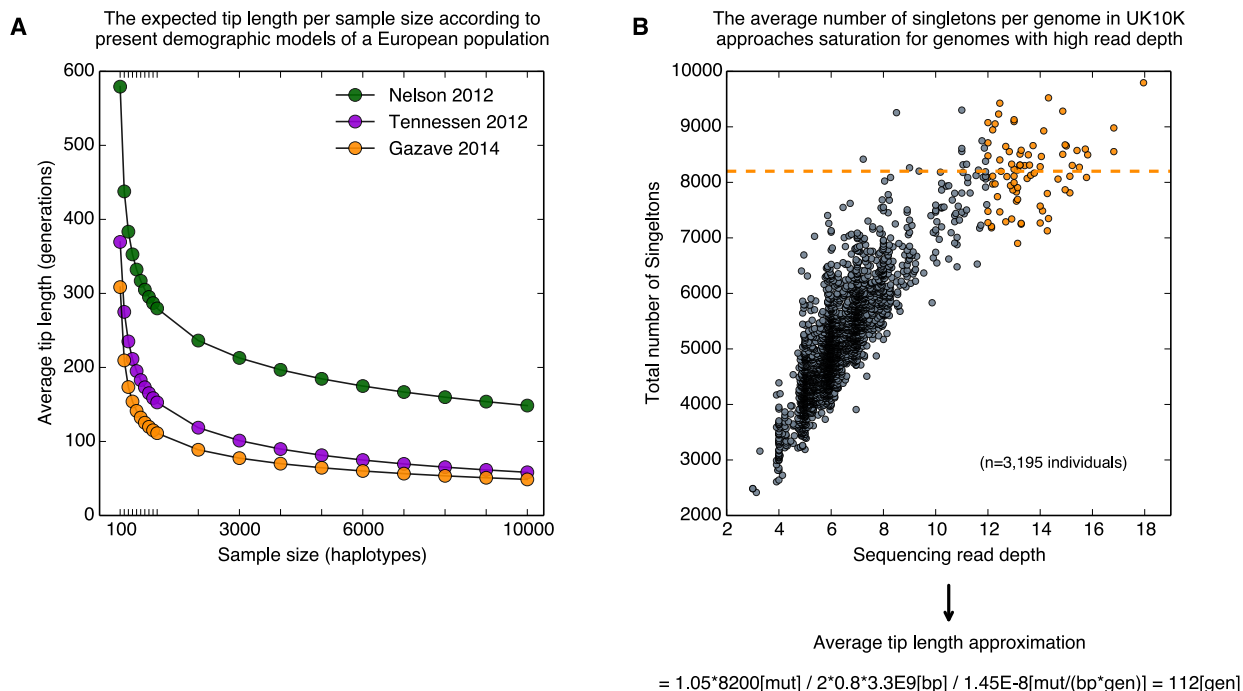 A
The expected tip length per sample size according to
present demographic models of a European population
600
500
400
300
200
100
0
Average tip length (generations)
Nelson 2012
Tennessen 2012
Gazave 2014
100
3000
6000
10000
Sample size (haplotypes)
B
The average number of singletons per genome in UK10K
approaches saturation for genomes with high read depth
10000
9000
8000
7000
6000
5000
4000
3000
2000
Total number of Singeltons
(n=3,195 individuals)
2
4
6
8
10
12
14
16
18
Sequencing read depth
Average tip length approximation
= 1.05*8200[mut] / 2*0.8*3.3E9[bp] / 1.45E-8[mut/(bp*gen)] = 112[gen]